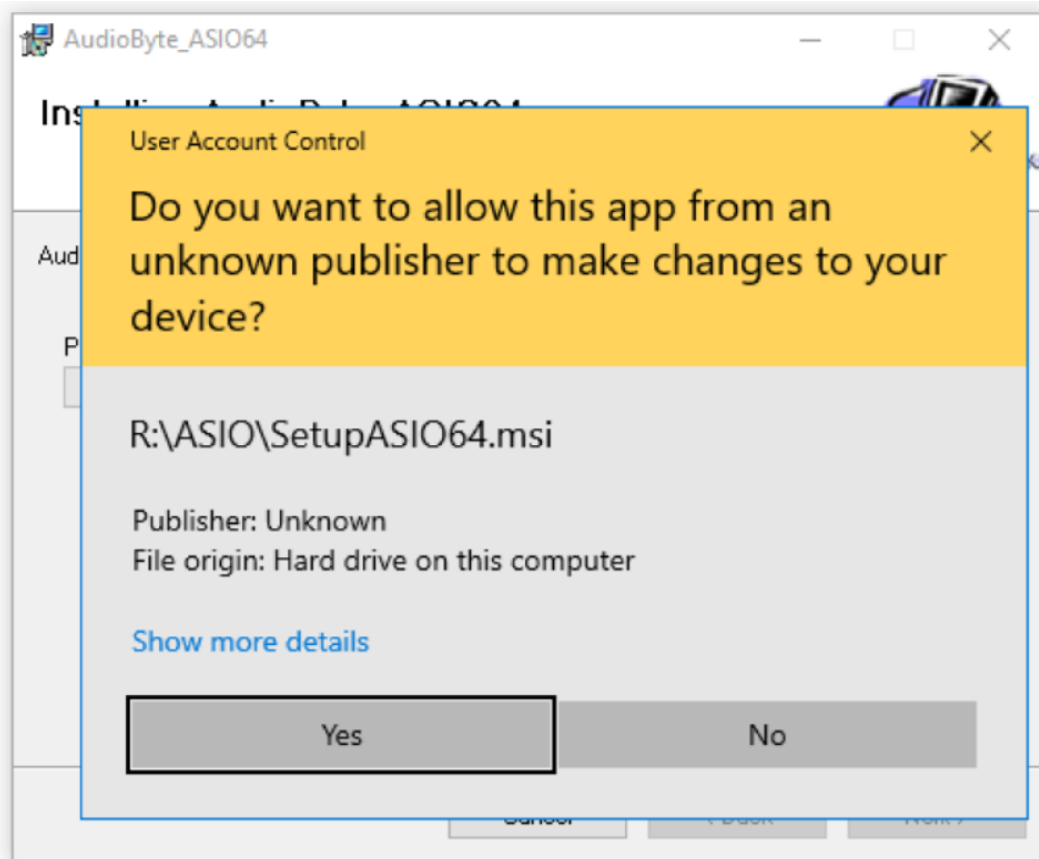 AudioByte_ASIO64
Ins
User Account Control
Do you want to allow this app from an
unknown publisher to make changes to your
device?
Aud
P
R:\ASIO\SetupASIO64.msi
Publisher: Unknown
File origin: Hard drive on this computer
Show more details
Yes
No